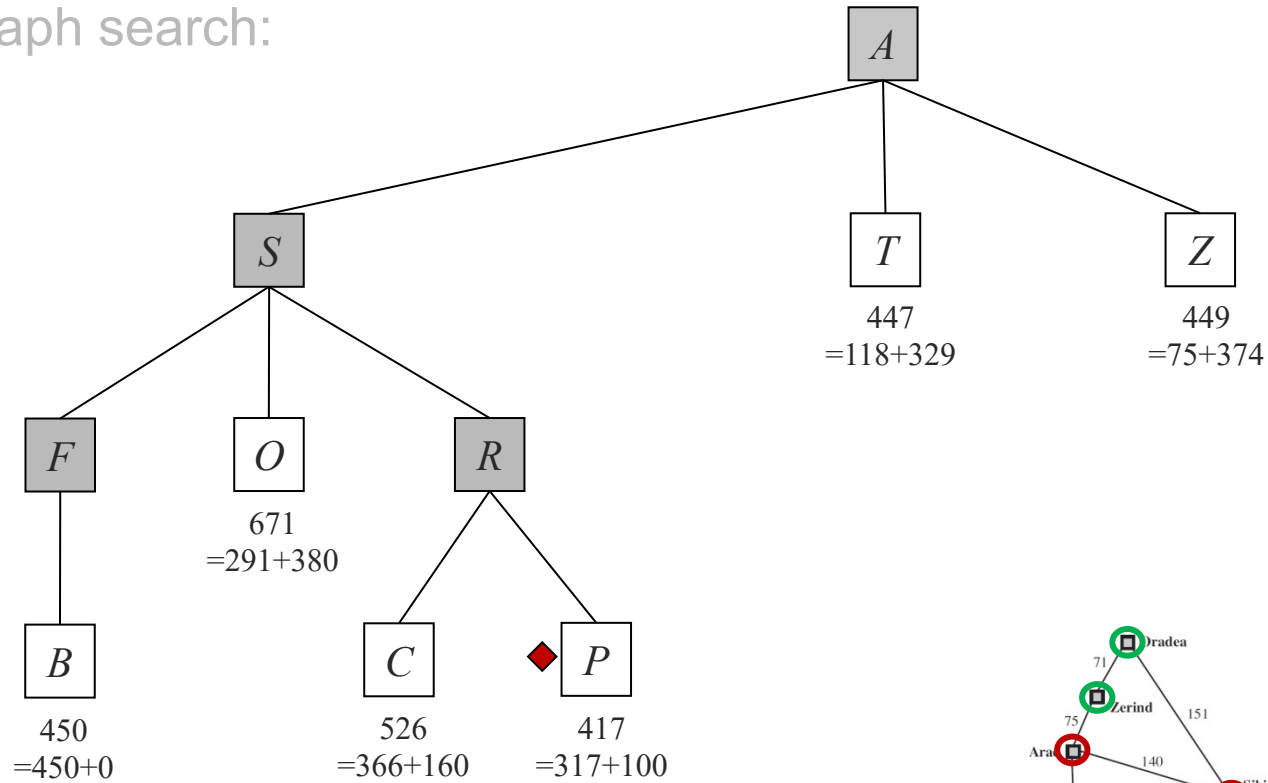 aph search:
A
S
T
Z
447
=118+329
449
=75+374
F
O
R
671
=291+380
B
C
P
450
=450+0
526
=366+160
417
=317+100
Oradea
71
Zerind
75
151
Arad
140